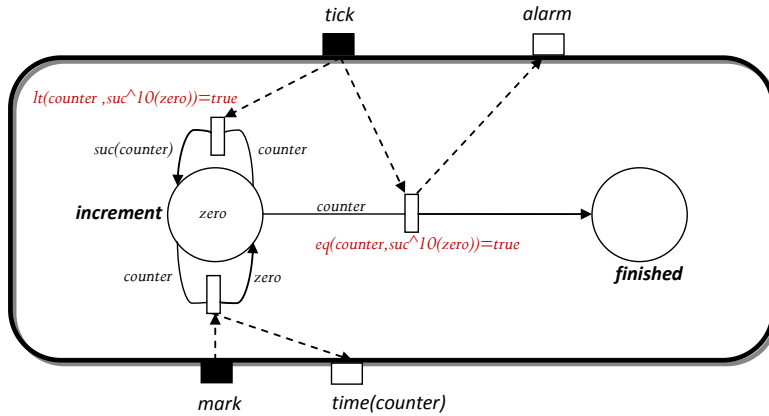 tick
alarm
lt(counter ,suc^10(zero))=true
suc(counter)
counter
increment
zero
counter
eq(counter,suc^10(zero))=true
finished
counter
zero
mark
time(counter)